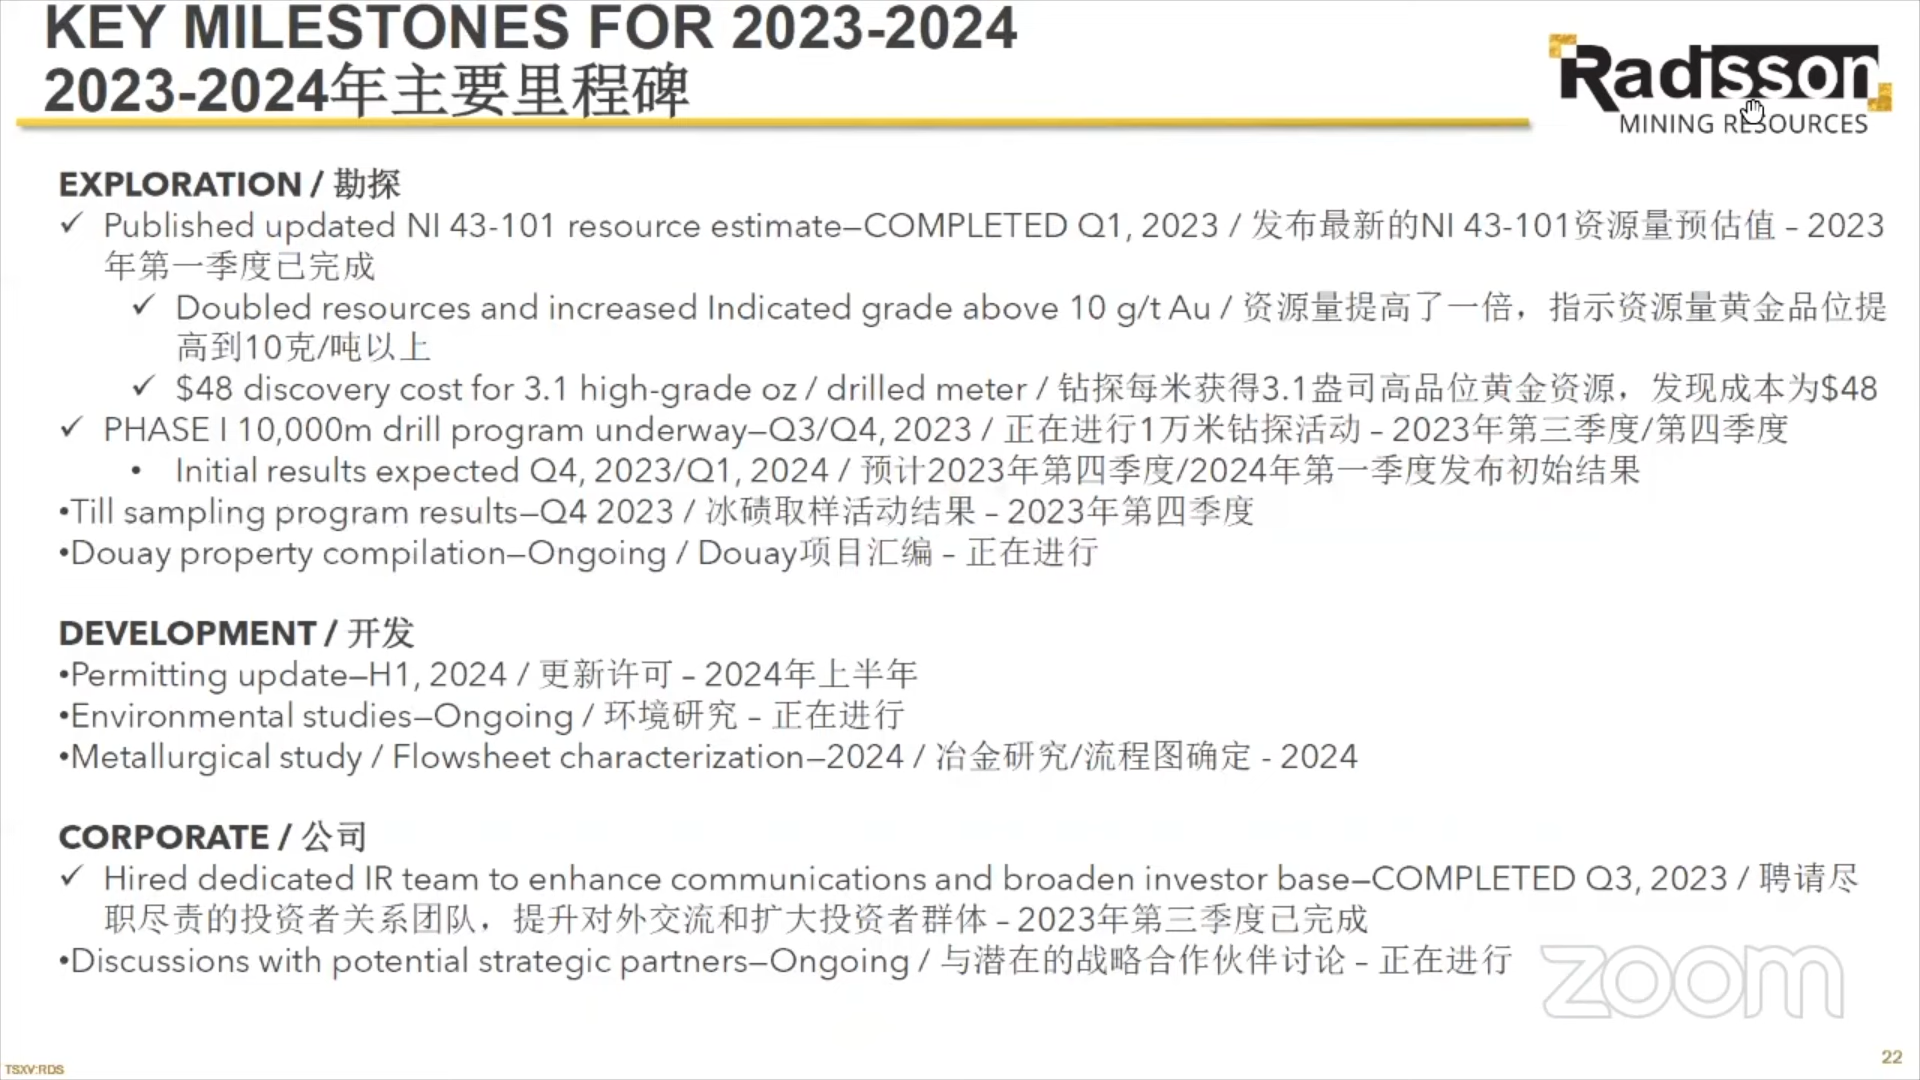 KEY MILESTONES FOR 2023-2024
2023-2024年主要里程碑
Radisson
MINING RESOURCES
EXPLORATION / 勘探
✓ Published updated NI 43-101 resource estimate–COMPLETED Q1, 2023 / 发布最新的NI 43-101资源量预估值 – 2023
年第一季度已完成
✓ Doubled resources and increased Indicated grade above 10 g/t Au / 资源量提高了一倍，指示资源量黄金品位提
高到10克/吨以上
✓ $48 discovery cost for 3.1 high-grade oz / drilled meter / 钻探每米获得3.1盎司高品位黄金资源，发现成本为$48
✓ PHASE I 10,000m drill program underway–Q3/Q4, 2023 / 正在进行1万米钻探活动 – 2023年第三季度/第四季度
• Initial results expected Q4, 2023/Q1, 2024 / 预计2023年第四季度/2024年第一季度发布初始结果
•Till sampling program results–Q4 2023 / 冰碛取样活动结果 – 2023年第四季度
•Douay property compilation–Ongoing / Douay项目汇编 – 正在进行
DEVELOPMENT / 开发
•Permitting update–H1, 2024 / 更新许可 – 2024年上半年
•Environmental studies–Ongoing / 环境研究 – 正在进行
•Metallurgical study / Flowsheet characterization–2024 / 冶金研究/流程图确定 - 2024
CORPORATE / 公司
✓ Hired dedicated IR team to enhance communications and broaden investor base–COMPLETED Q3, 2023 / 聘请尽
职尽责的投资者关系团队，提升对外交流和扩大投资者群体 – 2023年第三季度已完成
•Discussions with potential strategic partners–Ongoing / 与潜在的战略合作伙伴讨论 – 正在进行
zoom
TSXV:RDS
22